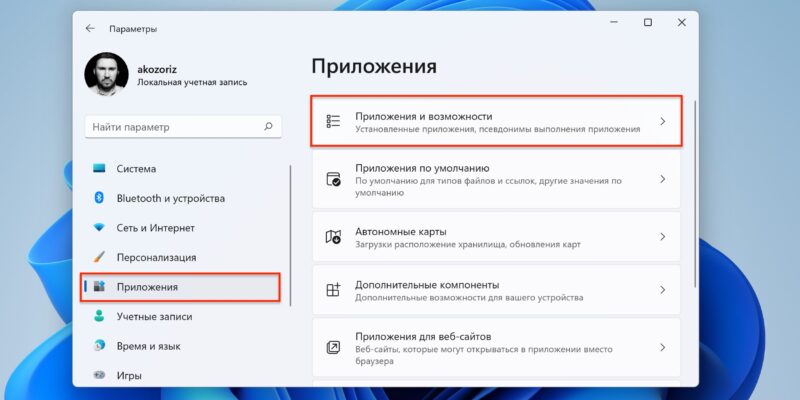 Параметры
akozoriz
Локальная учетная запись
Найти параметр
Система
Bluetooth и устройства
Сеть и Интернет
Персонализация
Приложения
Учетные записи
Время и язык
Игры
Приложения
Приложения и возможности
Установленные приложения, псевдонимы выполнения приложения
Приложения по умолчанию
По умолчанию для типов файлов и ссылок, другие значения по
умолчанию
Автономные карты
Загрузки расположение хранилища, обновления карт
Дополнительные компоненты
Дополнительные возможности для вашего устройства
Приложения для веб-сайтов
Веб-сайты, которые могут открываться в приложении вместо
браузера